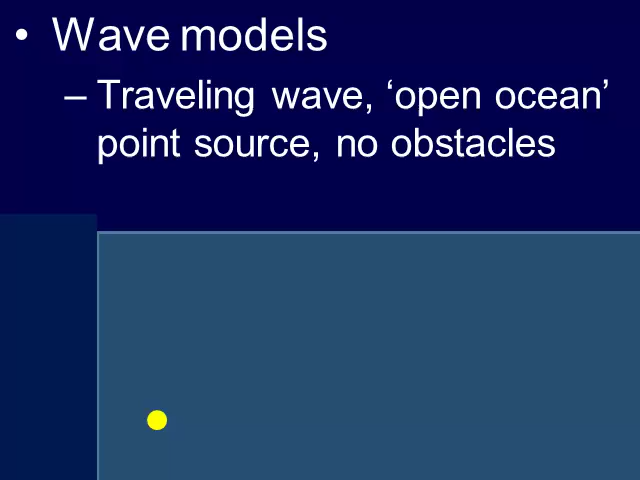 • Wave models
– Traveling wave, ‘open ocean’
point source, no obstacles